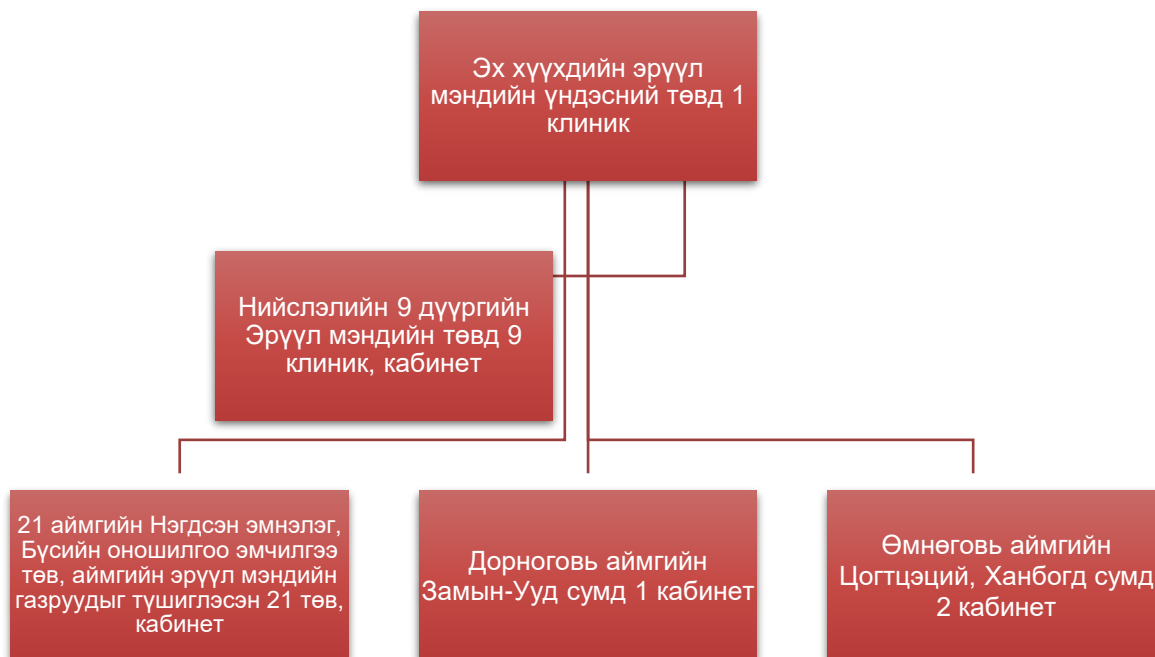 Эх хүүхдийн эрүүл
мэндийн үндэсний төвд 1
клиник
Нийслэлийн 9 дүүргийн
Эрүүл мэндийн төвд 9
клиник, кабинет
21 аймгийн Нэгдсэн эмнэлэг,
Бүсийн оношилгоо эмчилгээ
төв, аймгийн эрүүл мэндийн
газруудыг түшиглэсэн 21 төв,
кабинет
Дорноговь аймгийн
Замын-Ууд сумд 1 кабинет
Өмнөговь аймгийн
Цогтцэций, Ханбогд сумд
2 кабинет